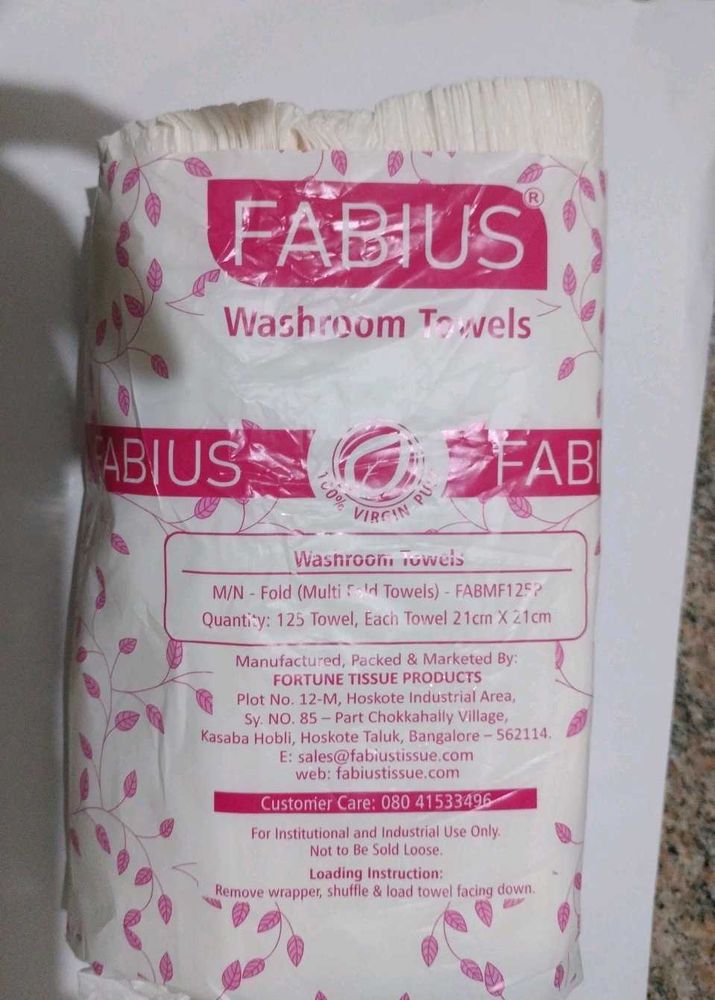 FABIUS®
Washroom Towels
FABIUS FABI
100% VIRGIN PULP
Washroom Towels
M/N - Fold (Multi Fold Towels) - FABMF125P
Quantity: 125 Towel, Each Towel 21cm X 21cm
Manufactured, Packed & Marketed By:
FORTUNE TISSUE PRODUCTS
Plot No. 12-M, Hoskote Industrial Area,
Sy. NO. 85 – Part Chokkahally Village,
Kasaba Hobli, Hoskote Taluk, Bangalore – 562114.
E: sales@fabiustissue.com
web: fabiustissue.com
Customer Care: 080 41533496
For Institutional and Industrial Use Only.
Not to Be Sold Loose.
Loading Instruction:
Remove wrapper, shuffle & load towel facing down.